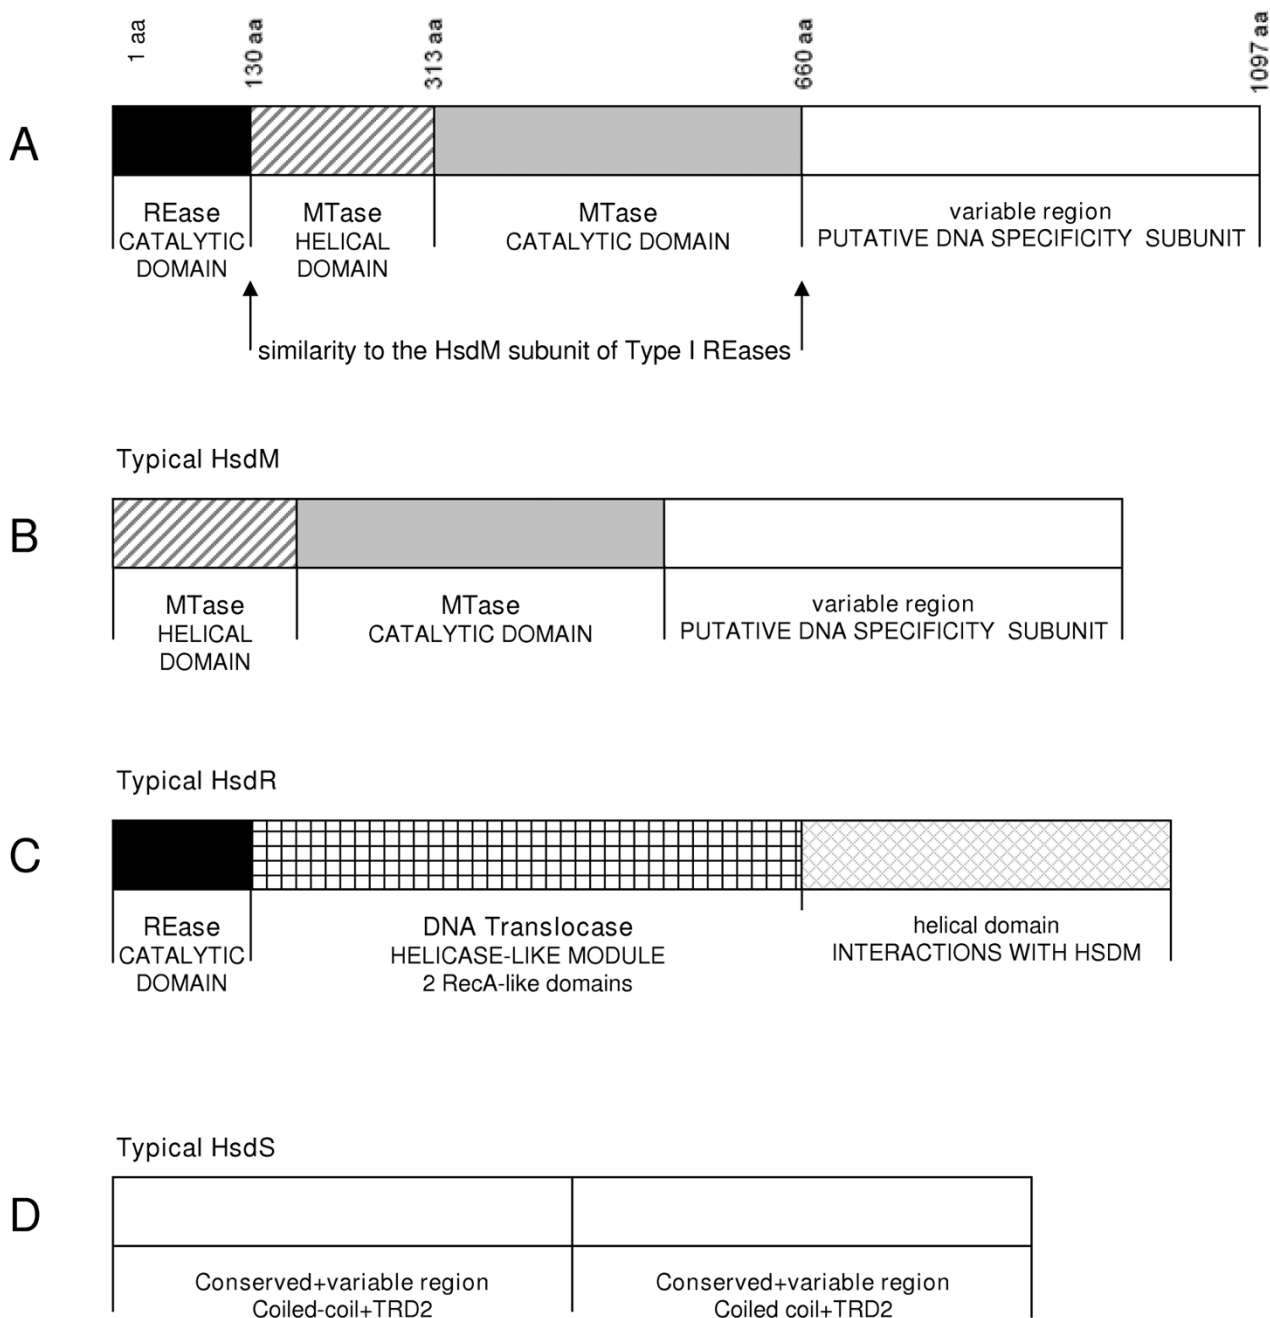 1 aa
130 aa
313 aa
660 aa
1097 aa
A
REase
CATALYTIC
DOMAIN
MTase
HELICAL
DOMAIN
MTase
CATALYTIC DOMAIN
variable region
PUTATIVE DNA SPECIFICITY SUBUNIT
similarity to the HsdM subunit of Type I REases
Typical HsdM
B
MTase
HELICAL
DOMAIN
MTase
CATALYTIC DOMAIN
variable region
PUTATIVE DNA SPECIFICITY SUBUNIT
Typical HsdR
C
REase
CATALYTIC
DOMAIN
DNA Translocase
HELICASE-LIKE MODULE
2 RecA-like domains
helical domain
INTERACTIONS WITH HSDM
Typical HsdS
D
Conserved+variable region
Coiled-coil+TRD2
Conserved+variable region
Coiled coil+TRD2